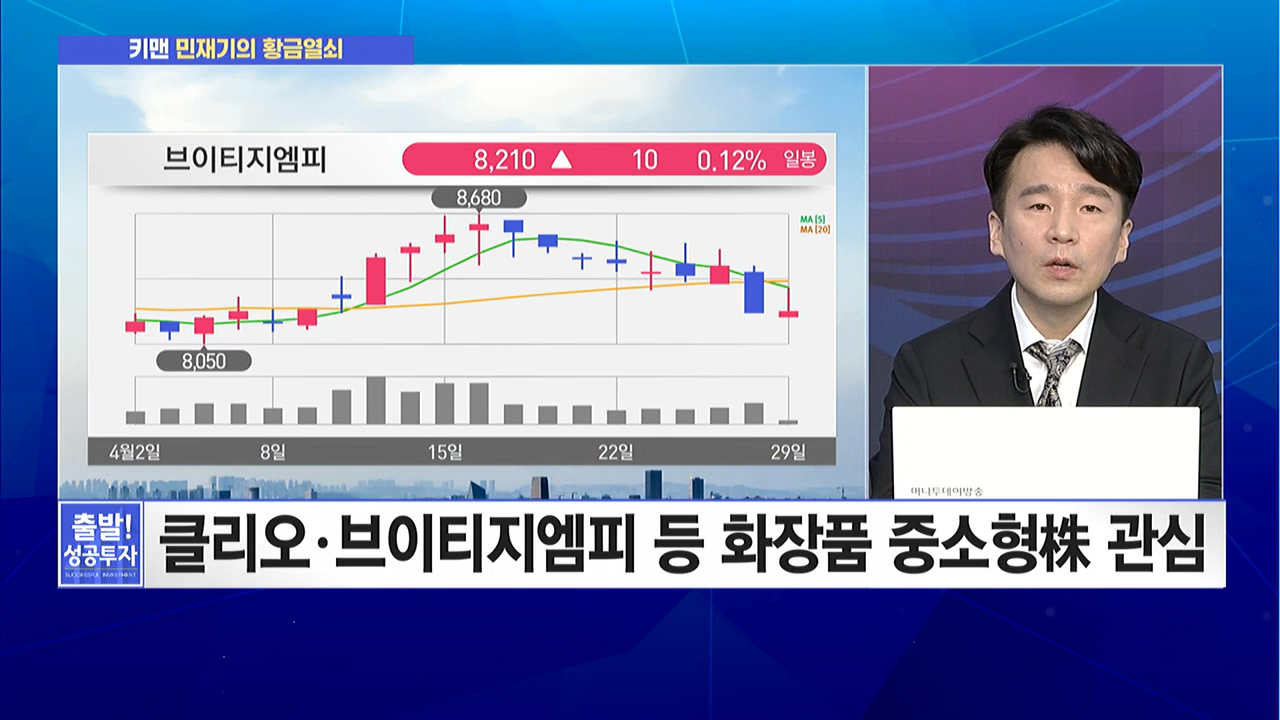 키맨 민재기의 황금열쇠
브이티지엠피
8,210 ▲ 10 0.12% 일봉
8,680
MA [5]
MA [20]
8,050
4월2일 8일 15일 22일 29일
머니투데이방송
출발!
성공투자
SUCCESSFUL INVESTMENT
클리오·브이티지엠피 등 화장품 중소형株 관심